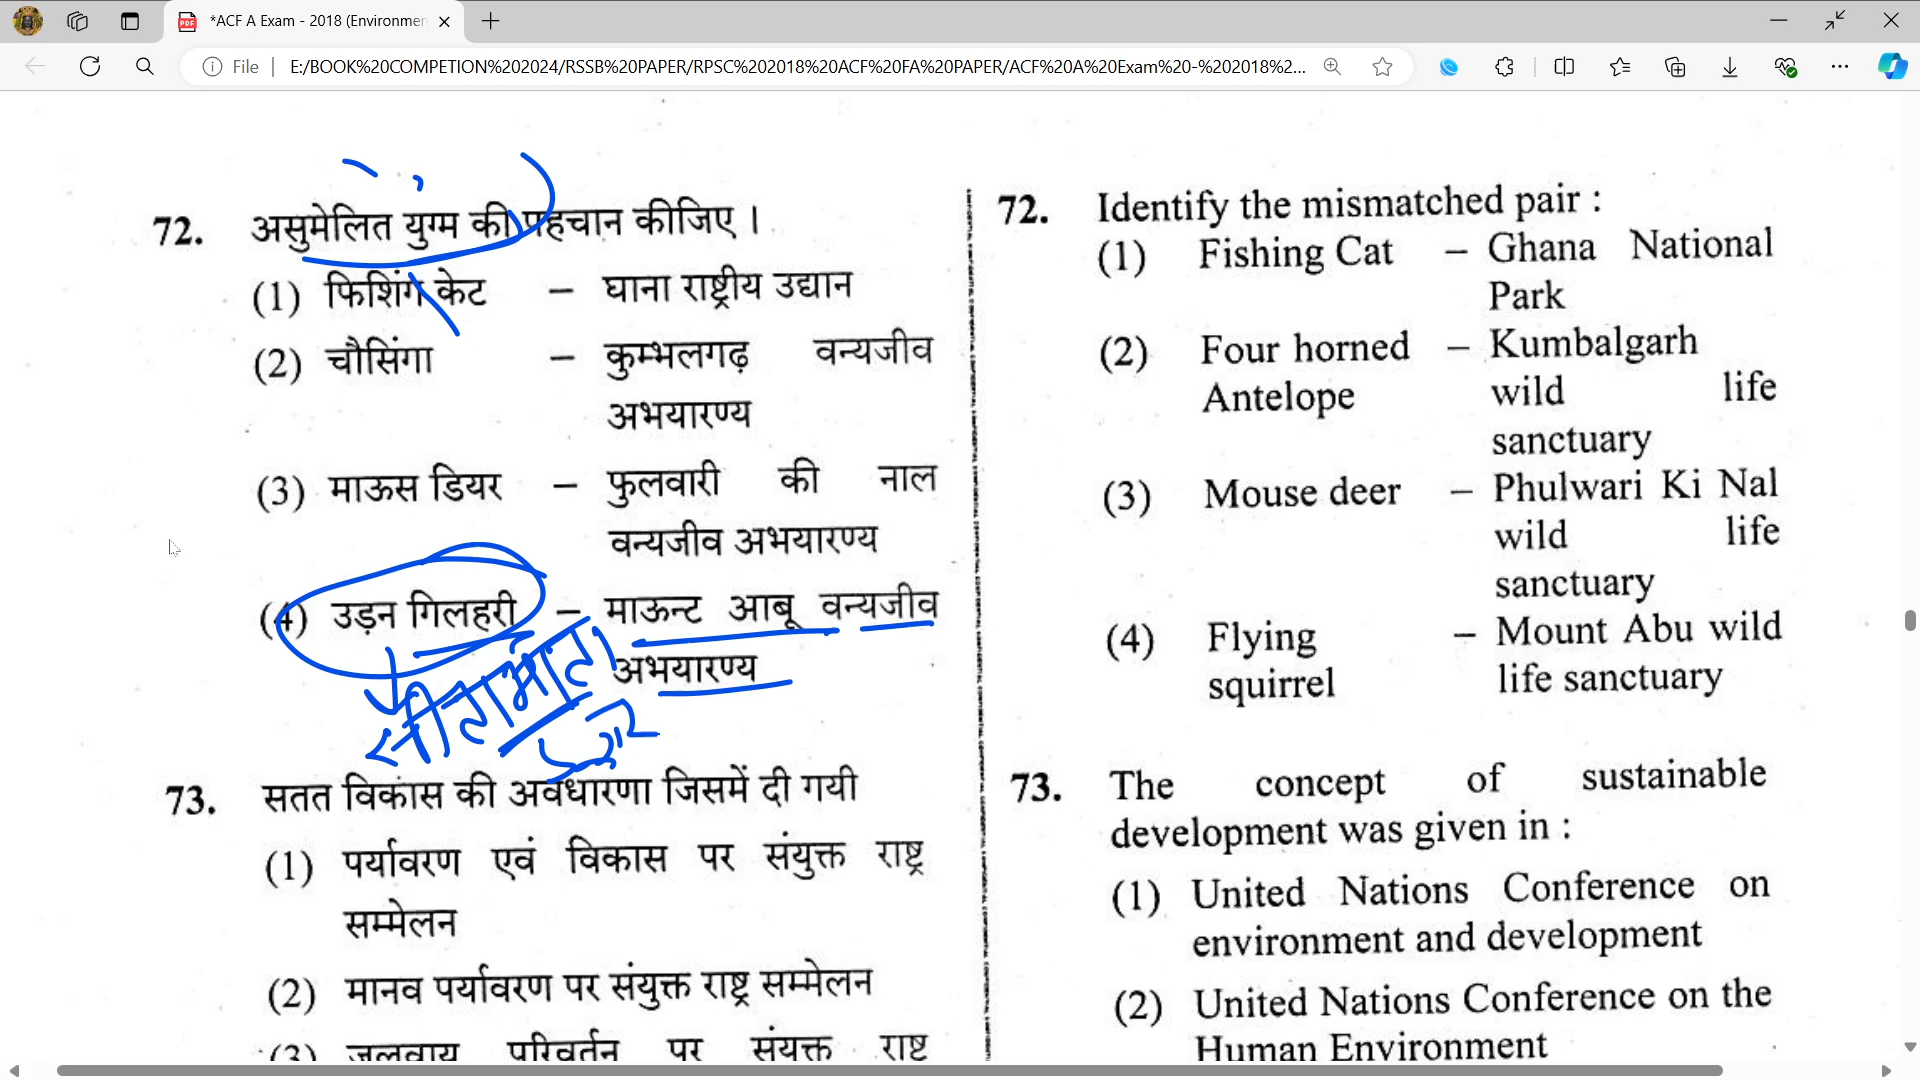 *ACF A Exam - 2018 (Environmen
File
E:/BOOK%20COMPETION%202024/RSSB%20PAPER/RPSC%202018%20ACF%20FA%20PAPER/ACF%20A%20Exam%20-%202018%2...
72. असुमेलित युग्म की पहचान कीजिए ।
(1) फिशिंग केट – घाना राष्ट्रीय उद्यान
(2) चौसिंगा – कुम्भलगढ़ वन्यजीव
अभयारण्य
(3) माऊस डियर – फुलवारी की नाल
वन्यजीव अभयारण्य
(4) उड़न गिलहरी – माऊन्ट आबू वन्यजीव
अभयारण्य
सीतामाता
73. सतत विकास की अवधारणा जिसमें दी गयी
(1) पर्यावरण एवं विकास पर संयुक्त राष्ट्र
सम्मेलन
(2) मानव पर्यावरण पर संयुक्त राष्ट्र सम्मेलन
(3) जलवायु परिवर्तन पर संयुक्त राष्ट्र
72. Identify the mismatched pair :
(1) Fishing Cat – Ghana National
Park
(2) Four horned – Kumbalgarh
Antelope wild life
sanctuary
(3) Mouse deer – Phulwari Ki Nal
wild life
sanctuary
(4) Flying – Mount Abu wild
squirrel life sanctuary
73. The concept of sustainable
development was given in :
(1) United Nations Conference on
environment and development
(2) United Nations Conference on the
Human Environment